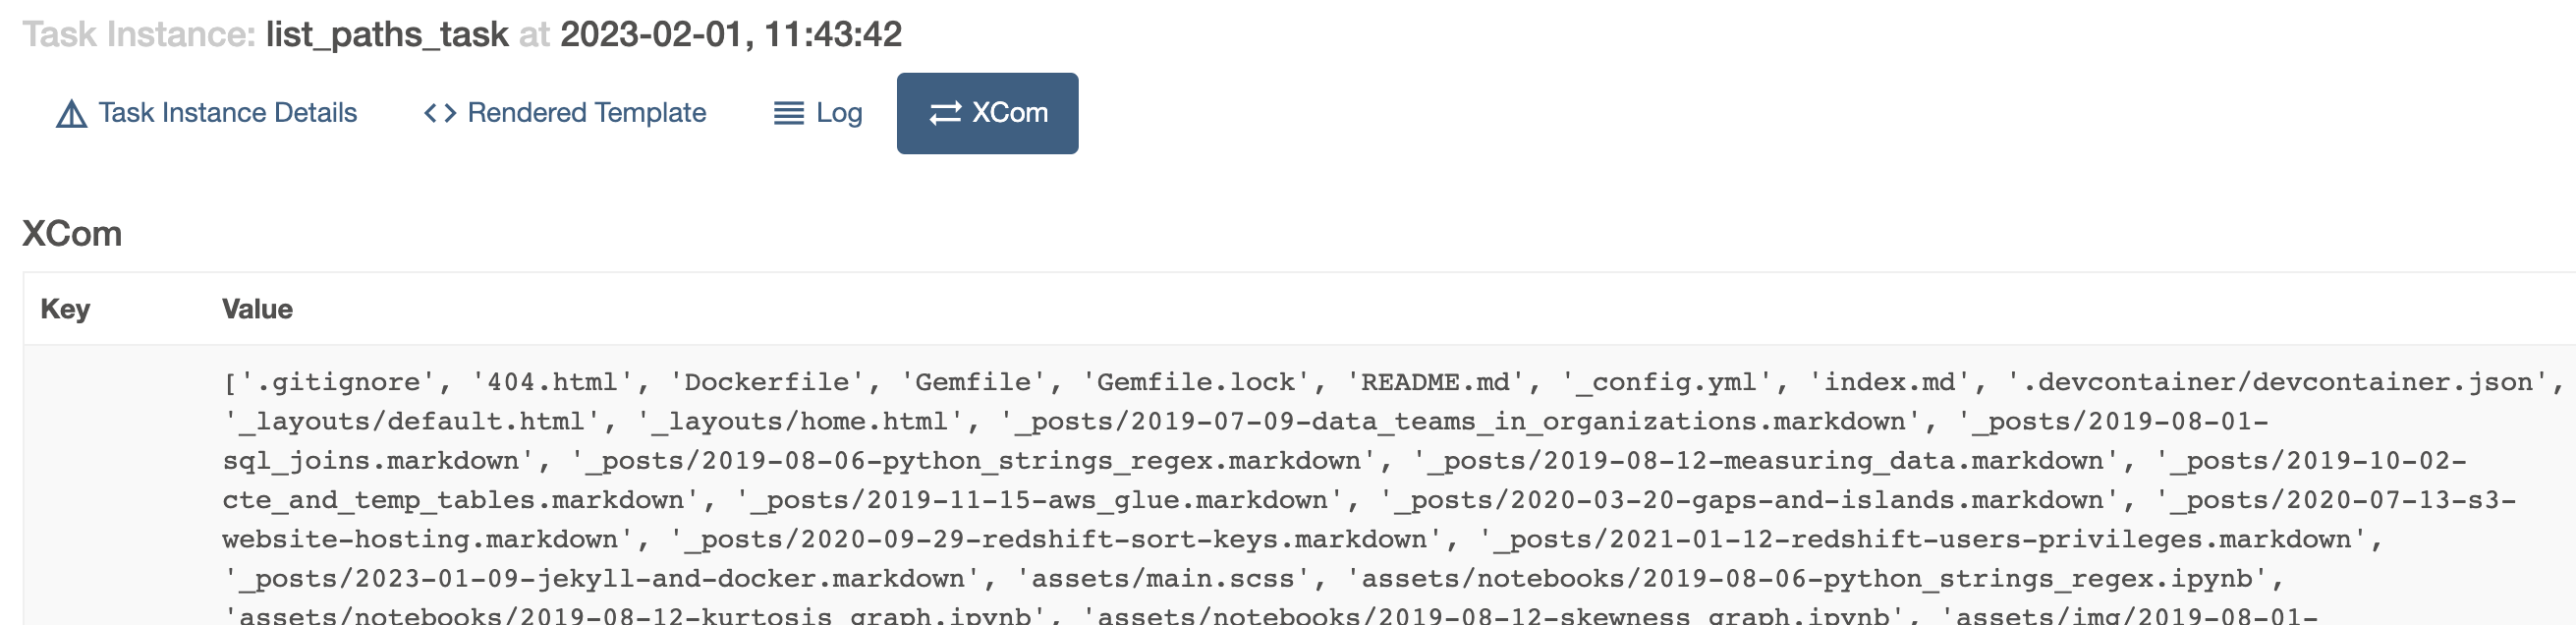 Task Instance: list_paths_task at 2023-02-01, 11:43:42
Task Instance Details Rendered Template Log XCom
XCom
Key Value
['.gitignore', '404.html', 'Dockerfile', 'Gemfile', 'Gemfile.lock', 'README.md', '_config.yml', 'index.md', '.devcontainer/devcontainer.json',
'_layouts/default.html', '_layouts/home.html', '_posts/2019-07-09-data_teams_in_organizations.markdown', '_posts/2019-08-01-
sql_joins.markdown', '_posts/2019-08-06-python_strings_regex.markdown', '_posts/2019-08-12-measuring_data.markdown', '_posts/2019-10-02-
cte_and_temp_tables.markdown', '_posts/2019-11-15-aws_glue.markdown', '_posts/2020-03-20-gaps-and-islands.markdown', '_posts/2020-07-13-s3-
website-hosting.markdown', '_posts/2020-09-29-redshift-sort-keys.markdown', '_posts/2021-01-12-redshift-users-privileges.markdown',
'_posts/2023-01-09-jekyll-and-docker.markdown', 'assets/main.scss', 'assets/notebooks/2019-08-06-python_strings_regex.ipynb',
'assets/notebooks/2019-08-12-kurtosis_graph.ipynb', 'assets/notebooks/2019-08-12-skewness_graph.ipynb', 'assets/img/2019-08-01-